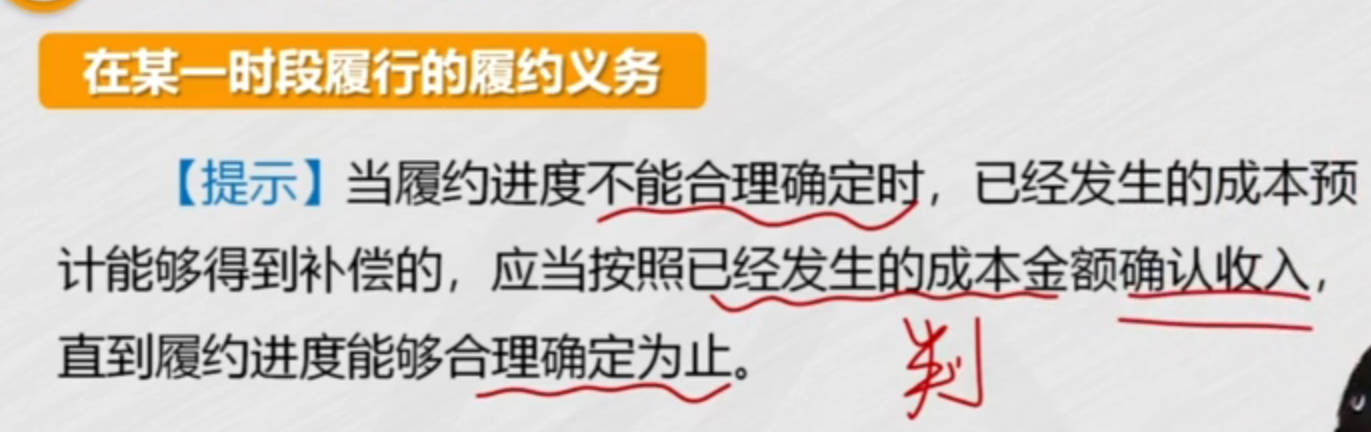 在某一时段履行的履约义务
【提示】当履约进度不能合理确定时，已经发生的成本预
计能够得到补偿的，应当按照已经发生的成本金额确认收入，
直到履约进度能够合理确定为止。
判